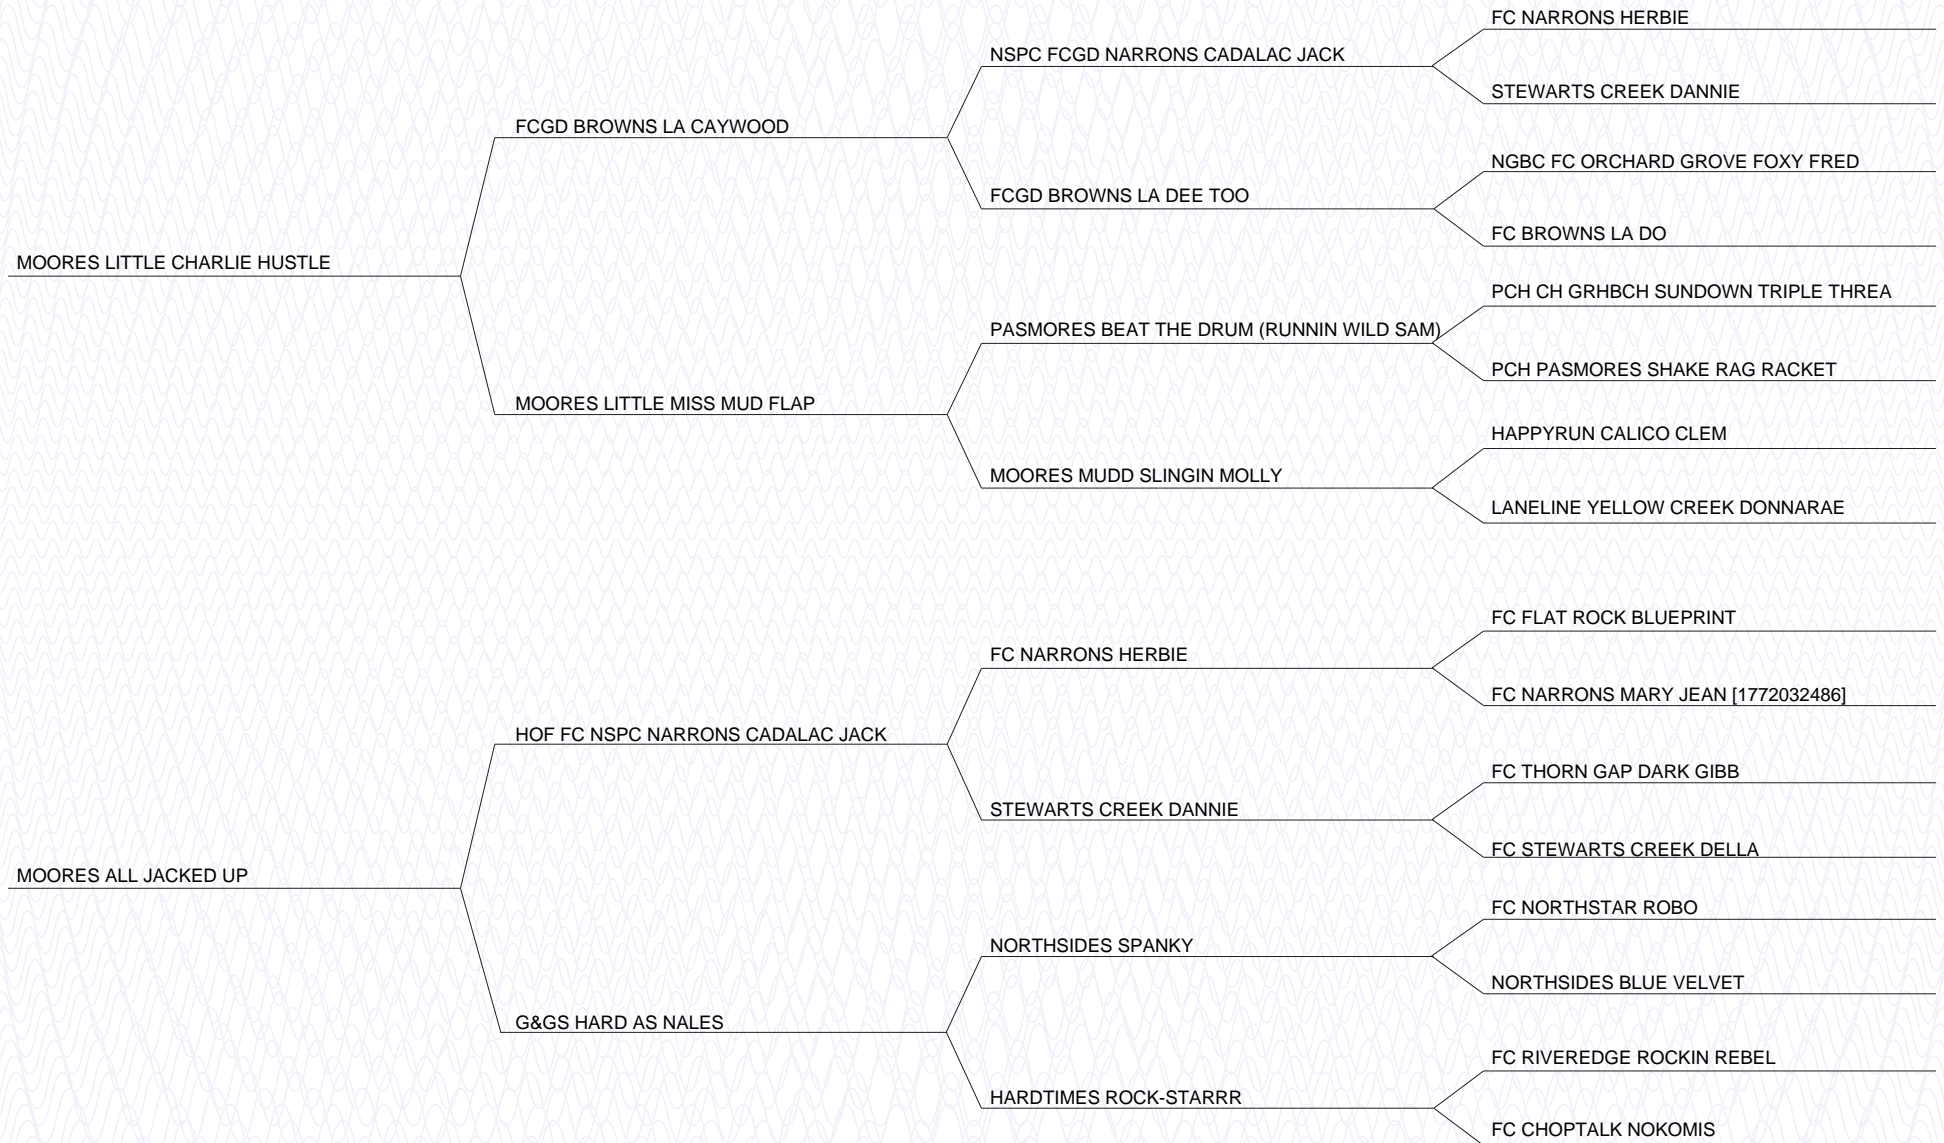 FC NARRONS HERBIE
NSPC FCGD NARRONS CADALAC JACK
STEWARTS CREEK DANNIE
FCGD BROWNS LA CAYWOOD
NGBC FC ORCHARD GROVE FOXY FRED
FCGD BROWNS LA DEE TOO
FC BROWNS LA DO
MOORES LITTLE CHARLIE HUSTLE
PCH CH GRHBCH SUNDOWN TRIPLE THREA
PASMORES BEAT THE DRUM (RUNNIN WILD SAM)
PCH PASMORES SHAKE RAG RACKET
MOORES LITTLE MISS MUD FLAP
HAPPYRUN CALICO CLEM
MOORES MUDD SLINGIN MOLLY
LANELINE YELLOW CREEK DONNARAE
FC FLAT ROCK BLUEPRINT
FC NARRONS HERBIE
FC NARRONS MARY JEAN [1772032486]
HOF FC NSPC NARRONS CADALAC JACK
FC THORN GAP DARK GIBB
STEWARTS CREEK DANNIE
FC STEWARTS CREEK DELLA
MOORES ALL JACKED UP
FC NORTHSTAR ROBO
NORTHSIDES SPANKY
NORTHSIDES BLUE VELVET
G&GS HARD AS NALES
FC RIVEREDGE ROCKIN REBEL
HARDTIMES ROCK-STARRR
FC CHOPTALK NOKOMIS